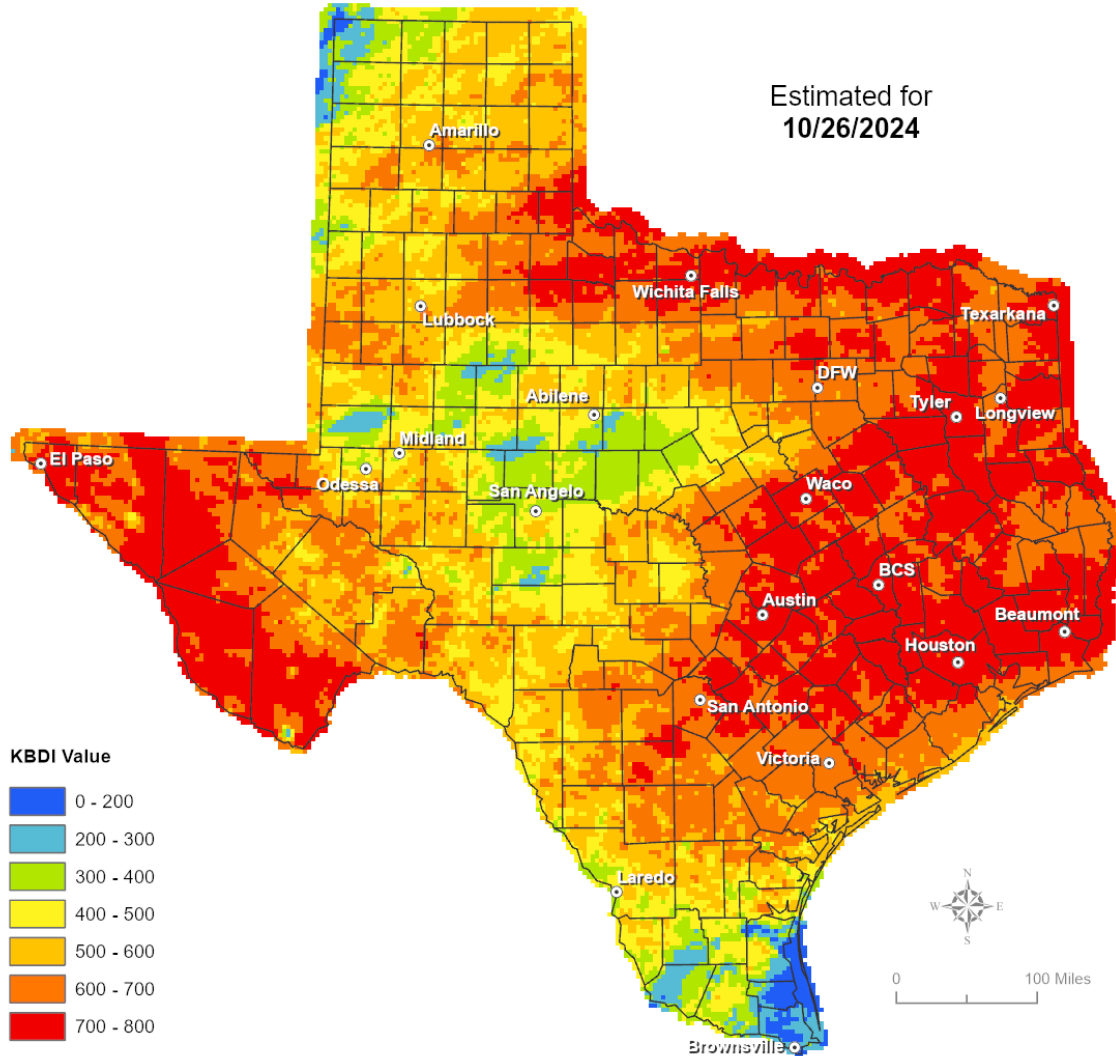 Estimated for
10/26/2024
Amarillo
Wichita Falls
Lubbock
Texarkana
DFW
Abilene
Tyler
Longview
Midland
El Paso
Odessa
San Angelo
Waco
BCS
Austin
Beaumont
Houston
San Antonio
Victoria
KBDI Value
0 - 200
200 - 300
300 - 400
400 - 500
500 - 600
600 - 700
700 - 800
Laredo
N
W E
S
0 100 Miles
Brownsville